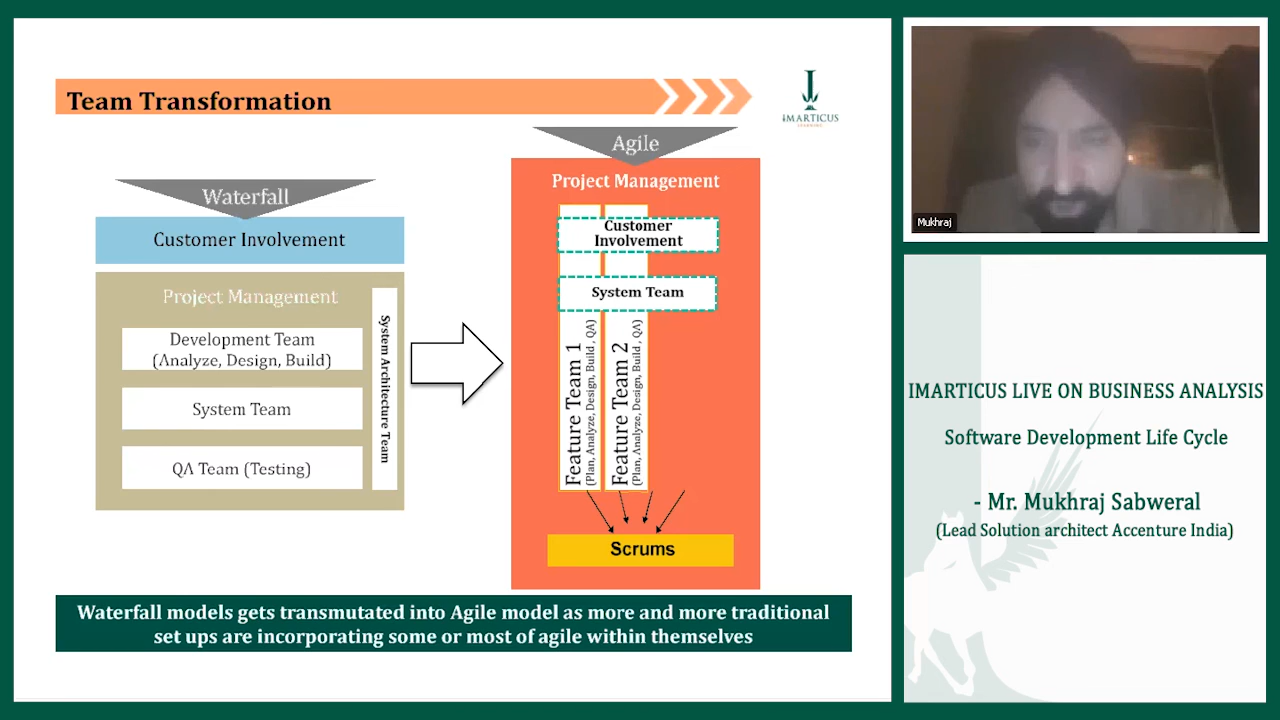 Team Transformation
IMARTICUS
LEARNING
Waterfall
Customer Involvement
Project Management
Development Team
(Analyze, Design, Build)
System Team
QA Team (Testing)
System Architecture Team
Agile
Project Management
Customer
Involvement
System Team
Feature Team 1
(Plan, Analyze, Design, Build , QA)
Feature Team 2
(Plan, Analyze, Design, Build , QA)
Scrums
Waterfall models gets transmutated into Agile model as more and more traditional
set ups are incorporating some or most of agile within themselves
Mukhraj
IMARTICUS LIVE ON BUSINESS ANALYSIS
Software Development Life Cycle
- Mr. Mukhraj Sabweral
(Lead Solution architect Accenture India)